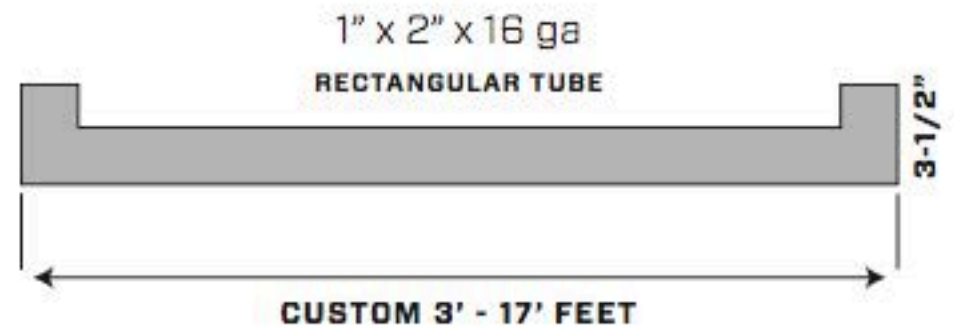 1" x 2" x 16 ga
RECTANGULAR TUBE
3-1/2"
CUSTOM 3' - 17' FEET